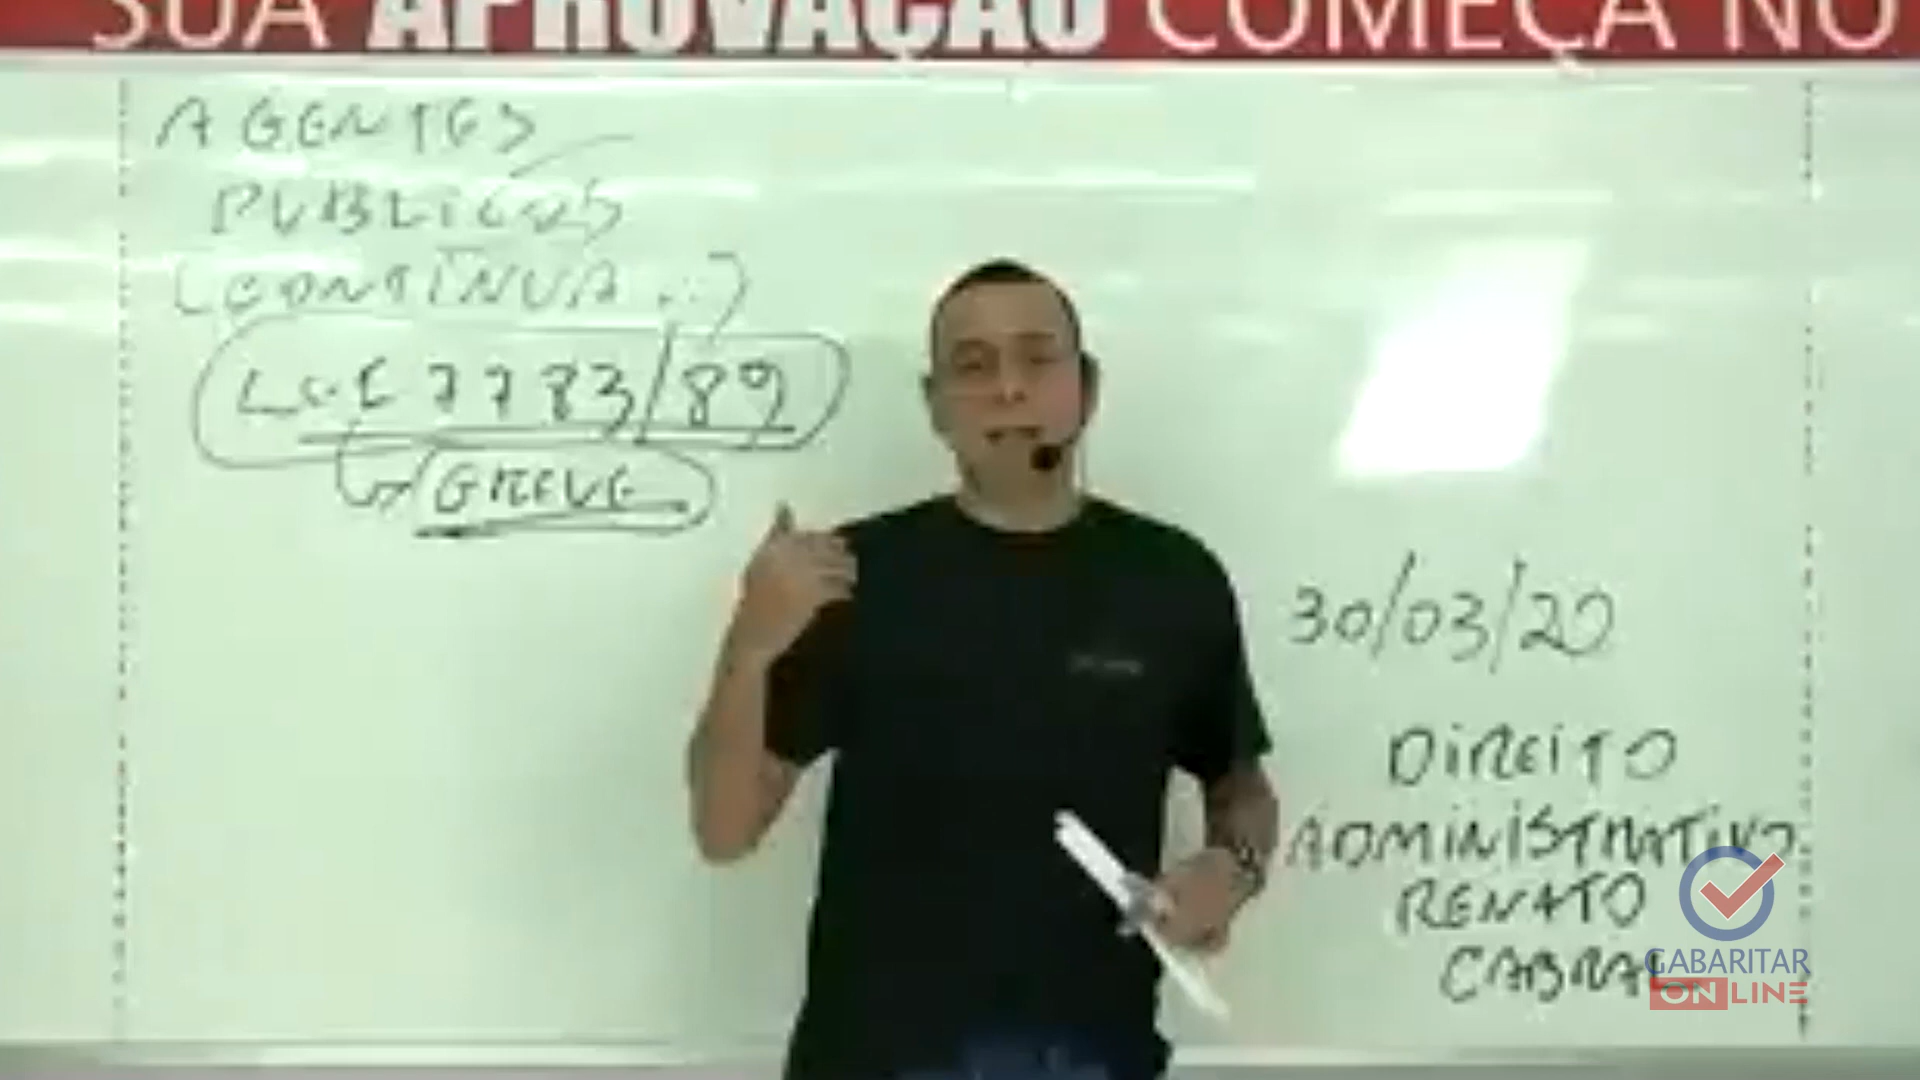 SUA APROVAÇÃO COMEÇA NO
AGENTES
PUBLICOS
(CONTINUA...)
LEI 7783/89
GREVE
30/03/20
DIREITO
ADMINISTRATIVO
RENATO
CABRAL
GABARITAR
ONLINE